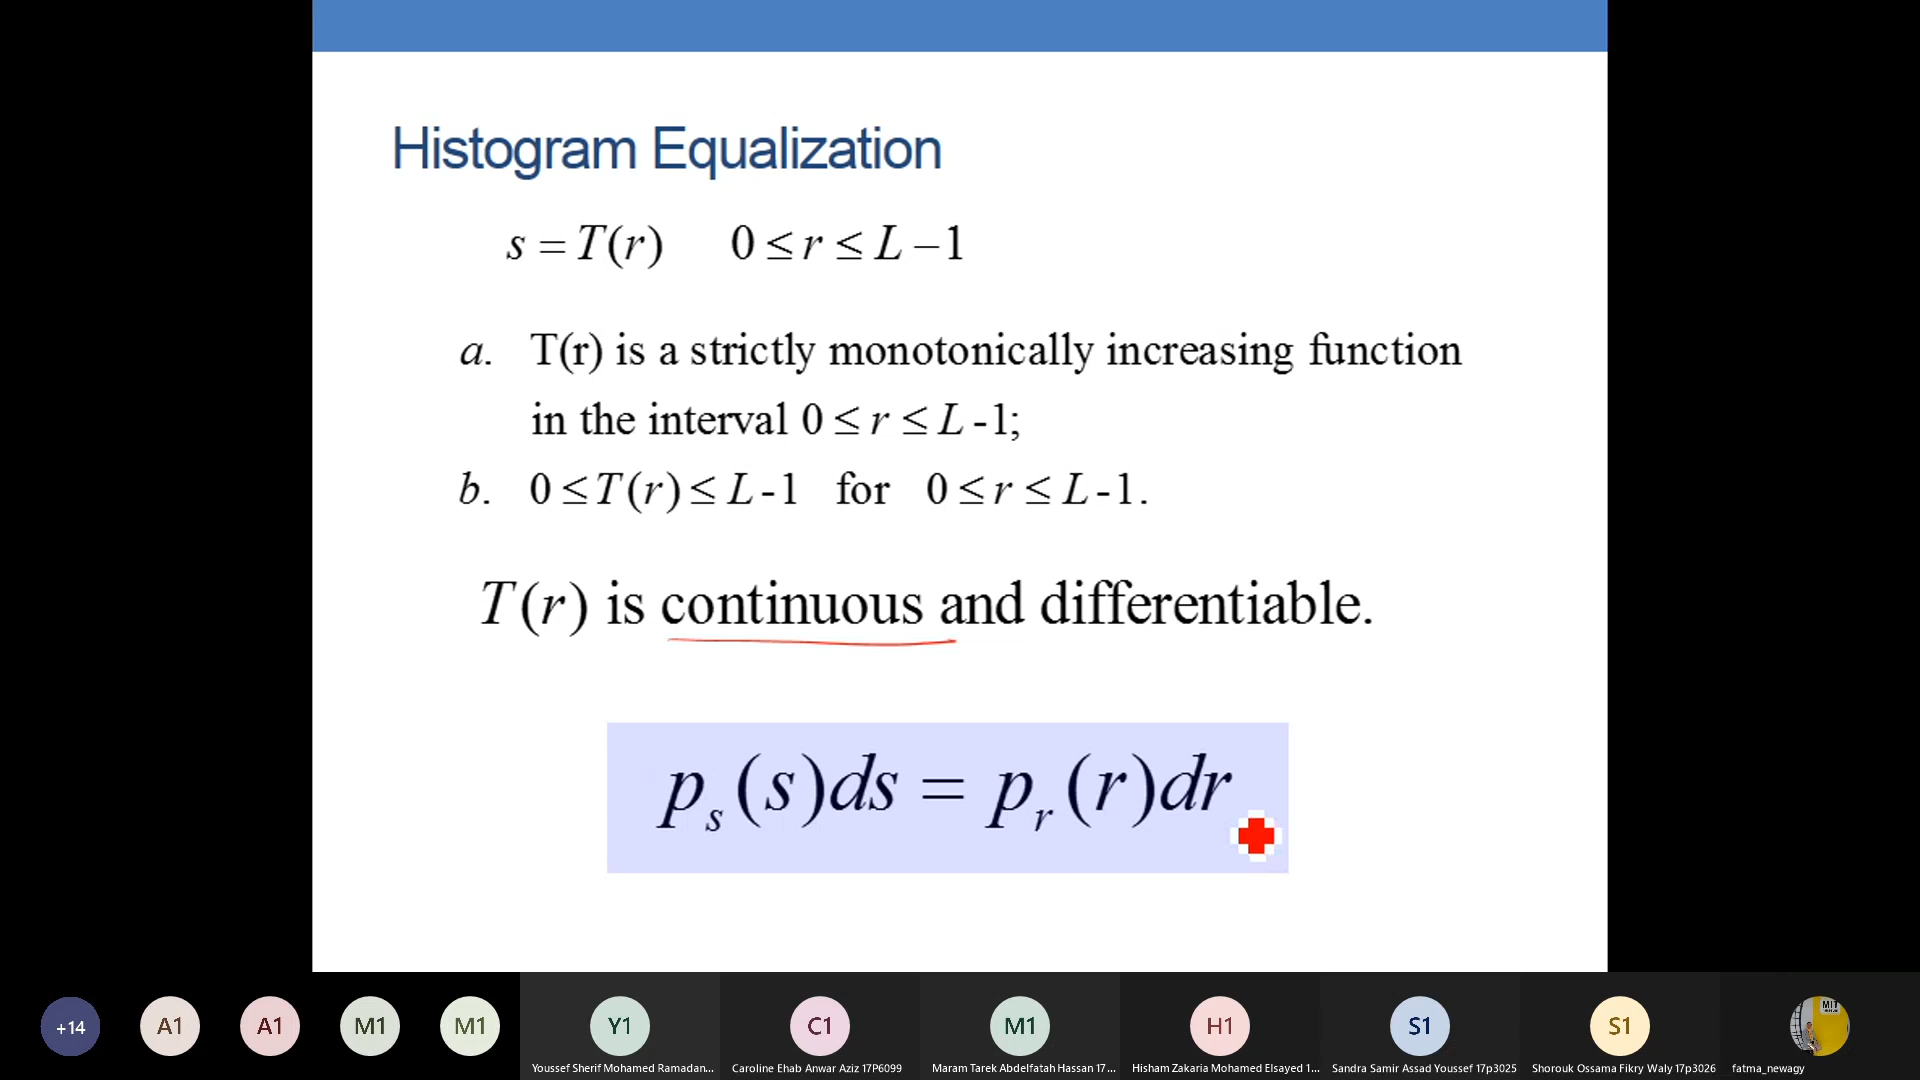 Histogram Equalization
s = T(r) 0 ≤ r ≤ L – 1
a. T(r) is a strictly monotonically increasing function
in the interval 0 ≤ r ≤ L - 1;
b. 0 ≤ T(r) ≤ L - 1 for 0 ≤ r ≤ L - 1.
T(r) is continuous and differentiable.
pₛ(s)ds = pᵣ(r)dr
+14 A1 A1 M1 M1 Y1 C1 M1 H1 S1 S1 MIT
Youssef Sherif Mohamed Ramadan... Caroline Ehab Anwar Aziz 17P6099 Maram Tarek Abdelfatah Hassan 17... Hisham Zakaria Mohamed Elsayed 1... Sandra Samir Assad Youssef 17p3025 Shorouk Ossama Fikry Waly 17p3026 fatma_newagy